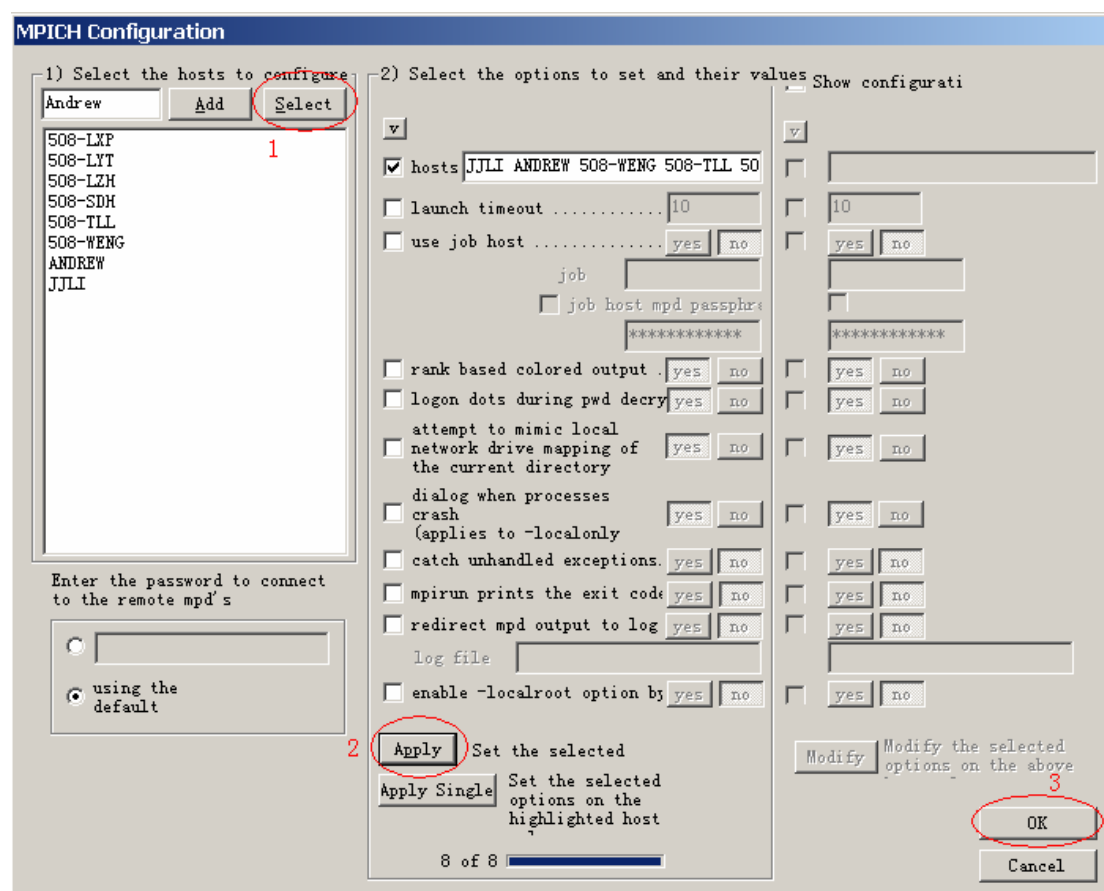 MPICH Configuration
1) Select the hosts to configure
Andrew Add Select
1
508-LXP
508-LYT
508-LZH
508-SDH
508-TLL
508-WENG
ANDREW
JJLI
Enter the password to connect
to the remote mpd's
using the
default
2) Select the options to set and their values
v
hosts JJLI ANDREW 508-WENG 508-TLL 50
launch timeout ............ 10
use job host .............. yes no
job
job host mpd passphr
************
rank based colored output . yes no
logon dots during pwd decry yes no
attempt to mimic local
network drive mapping of yes no
the current directory
dialog when processes
crash yes no
(applies to -localonly
catch unhandled exceptions. yes no
mpirun prints the exit code yes no
redirect mpd output to log yes no
log file
enable -localroot option by yes no
2 Apply Set the selected
Apply Single Set the selected
options on the
highlighted host
8 of 8
Show configurati
v
10
yes no
************
yes no
yes no
yes no
yes no
yes no
yes no
yes no
yes no
Modify Modify the selected
options on the above
3
OK
Cancel